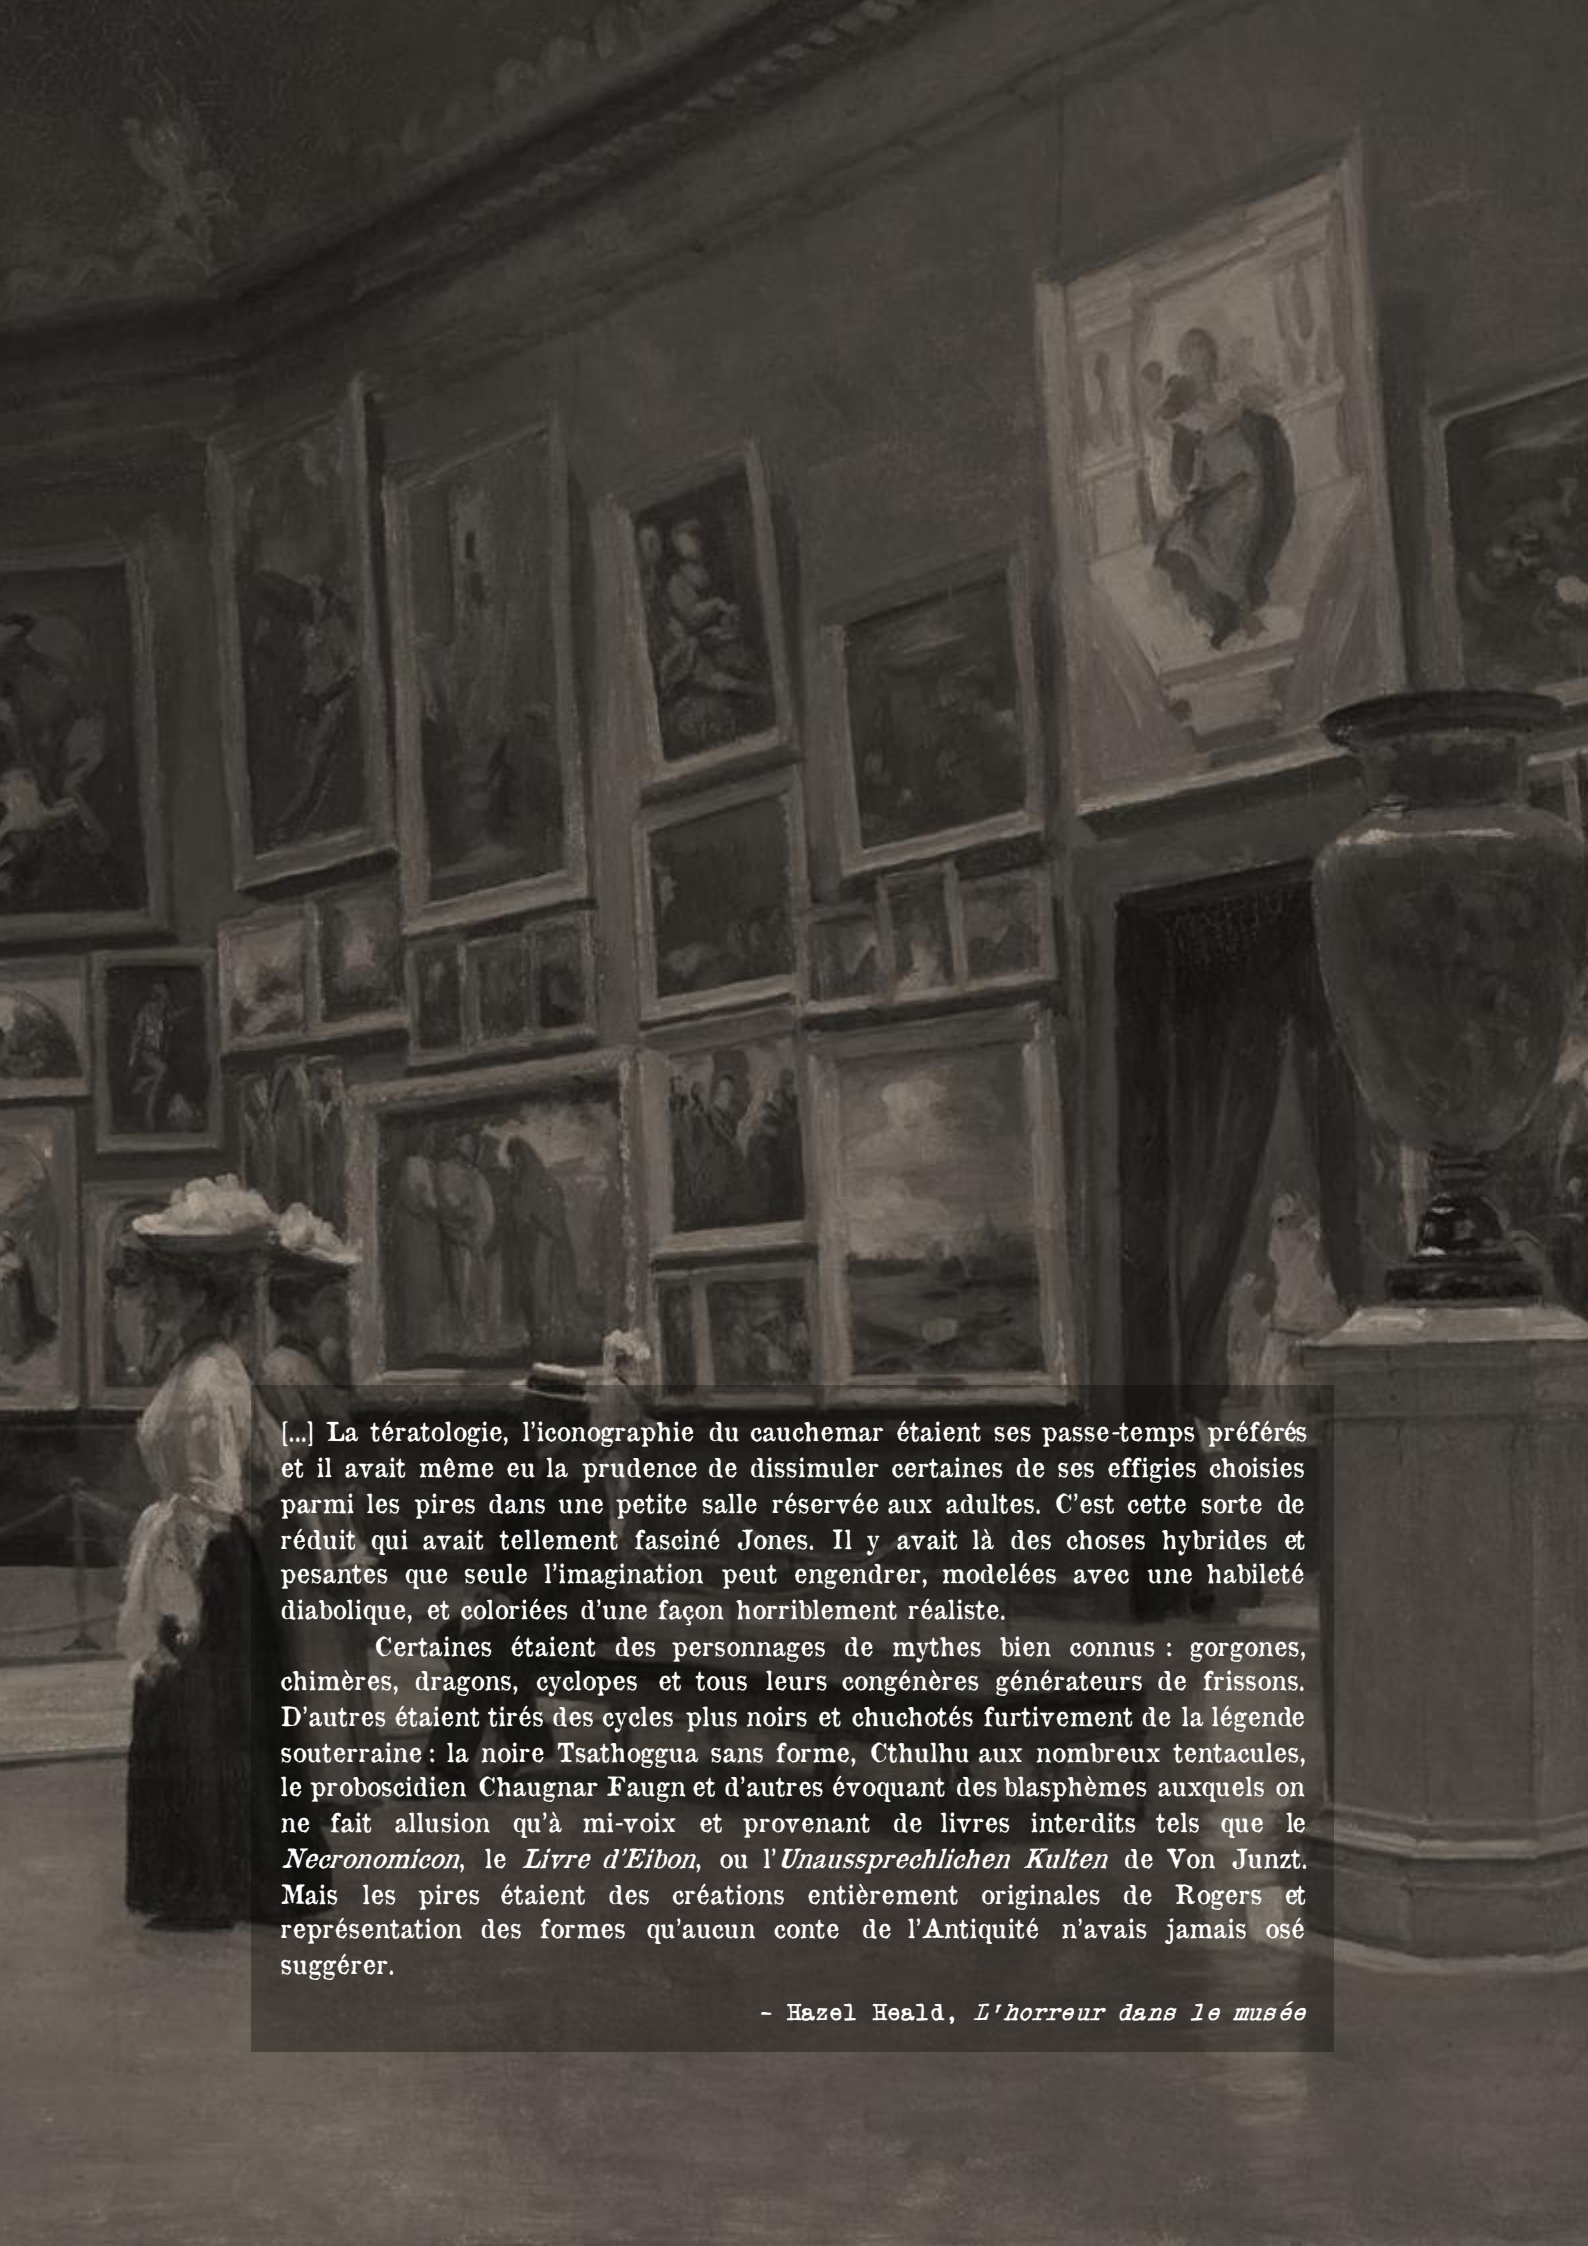 [...] La tératologie, l'iconographie du cauchemar étaient ses passe-temps préférés
et il avait même eu la prudence de dissimuler certaines de ses effigies choisies
parmi les pires dans une petite salle réservée aux adultes. C'est cette sorte de
réduit qui avait tellement fasciné Jones. Il y avait là des choses hybrides et
pesantes que seule l'imagination peut engendrer, modelées avec une habileté
diabolique, et coloriées d'une façon horriblement réaliste.
Certaines étaient des personnages de mythes bien connus : gorgones,
chimères, dragons, cyclopes et tous leurs congénères générateurs de frissons.
D'autres étaient tirés des cycles plus noirs et chuchotés furtivement de la légende
souterraine : la noire Tsathoggua sans forme, Cthulhu aux nombreux tentacules,
le proboscidien Chaugnar Faugn et d'autres évoquant des blasphèmes auxquels on
ne fait allusion qu'à mi-voix et provenant de livres interdits tels que le
Necronomicon, le Livre d'Eibon, ou l'Unaussprechlichen Kulten de Von Junzt.
Mais les pires étaient des créations entièrement originales de Rogers et
représentation des formes qu'aucun conte de l'Antiquité n'avais jamais osé
suggérer.
- Hazel Heald, L'horreur dans le musée